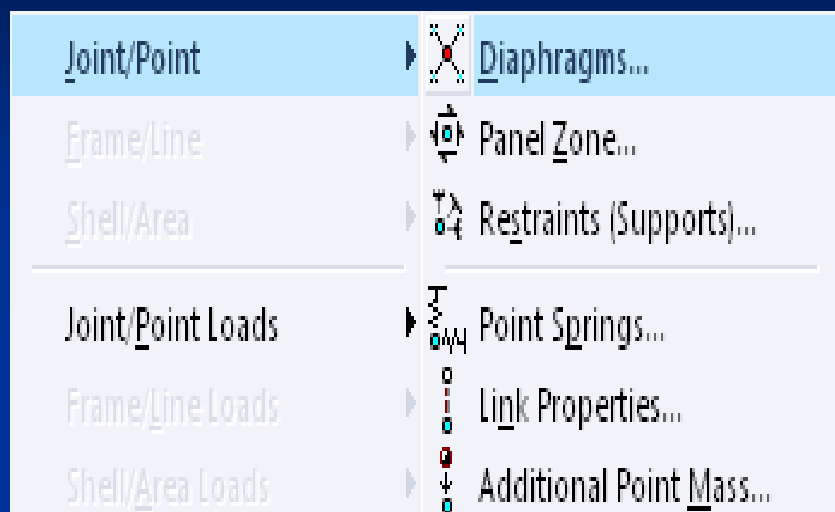 Joint/Point
Frame/Line
Shell/Area
Joint/Point Loads
Frame/Line Loads
Shell/Area Loads
Diaphragms...
Panel Zone...
Restraints (Supports)...
Point Springs...
Link Properties...
Additional Point Mass...